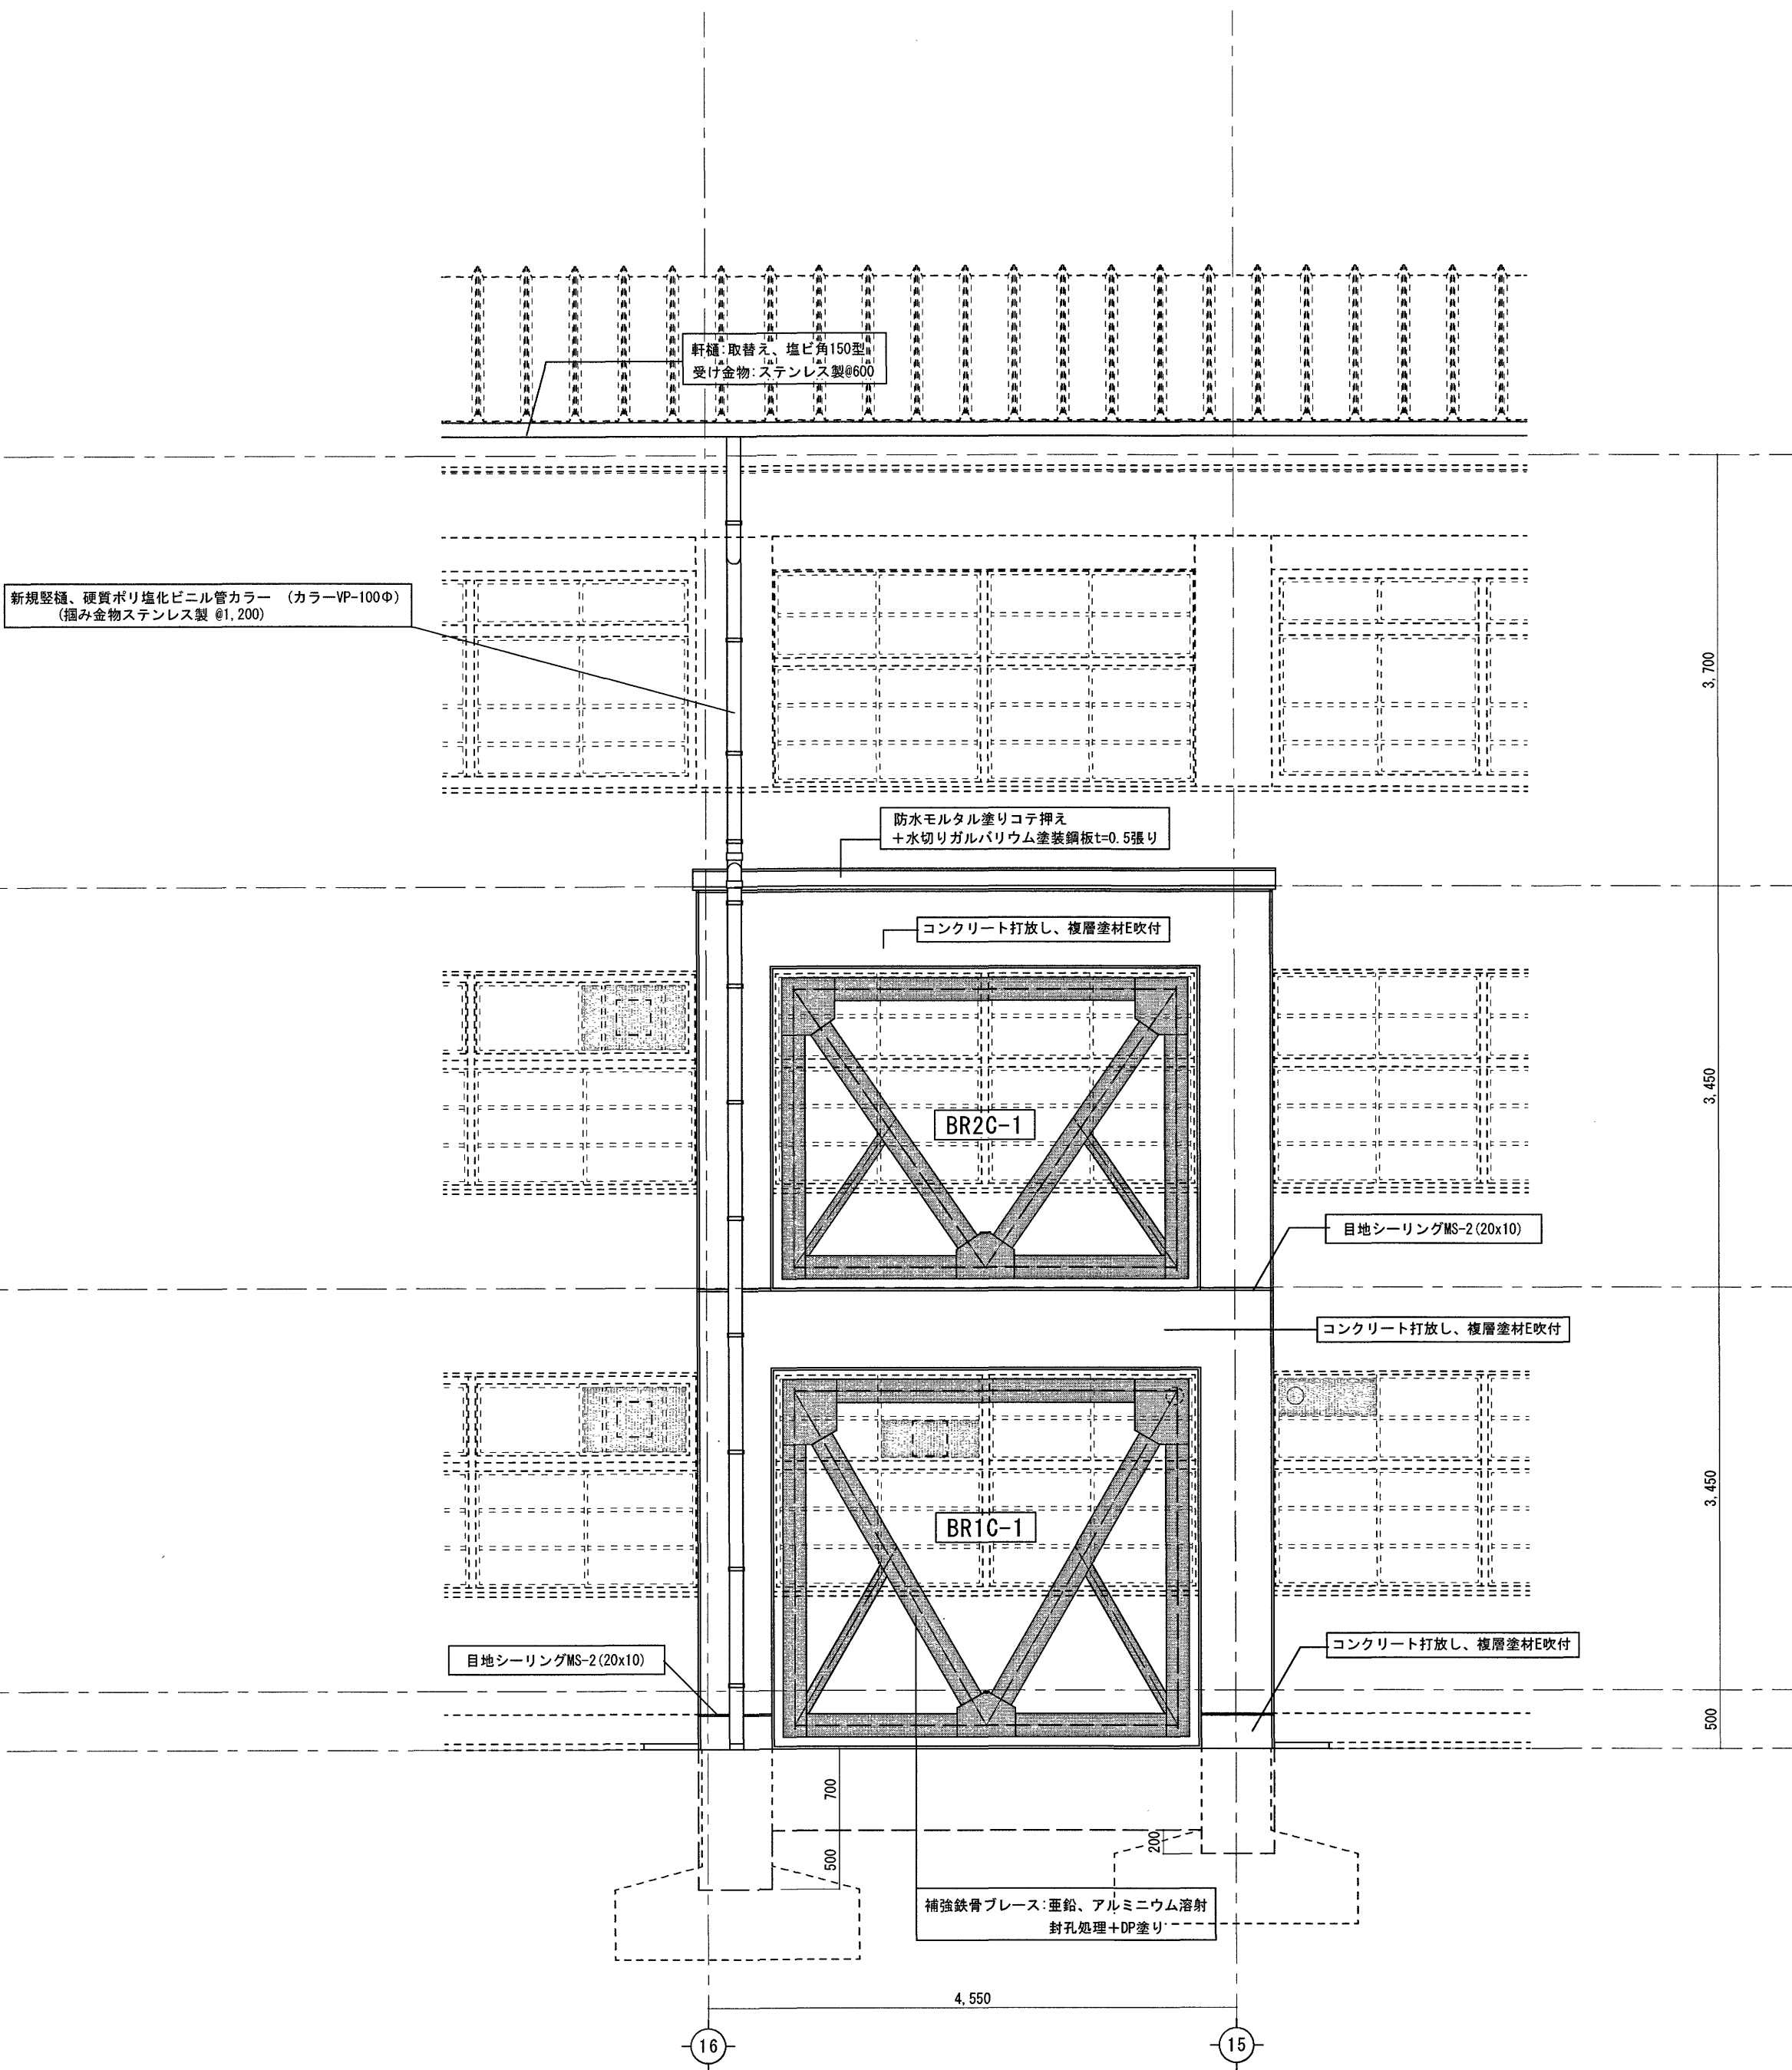 軒樋:取替え、塩ビ角150型
受け金物:ステンレス製@600
新規竪樋、硬質ポリ塩化ビニル管カラー （カラーVP-100Φ）
(掴み金物ステンレス製 @1,200)
3,700
防水モルタル塗りコテ押え
＋水切りガルバリウム塗装鋼板t=0.5張り
コンクリート打放し、複層塗材E吹付
3,450
BR2C-1
目地シーリングMS-2(20x10)
コンクリート打放し、複層塗材E吹付
3,450
BR1C-1
コンクリート打放し、複層塗材E吹付
目地シーリングMS-2(20x10)
500
700
200
500
補強鉄骨ブレース:亜鉛、アルミニウム溶射
封孔処理＋DP塗り
4,550
16
15